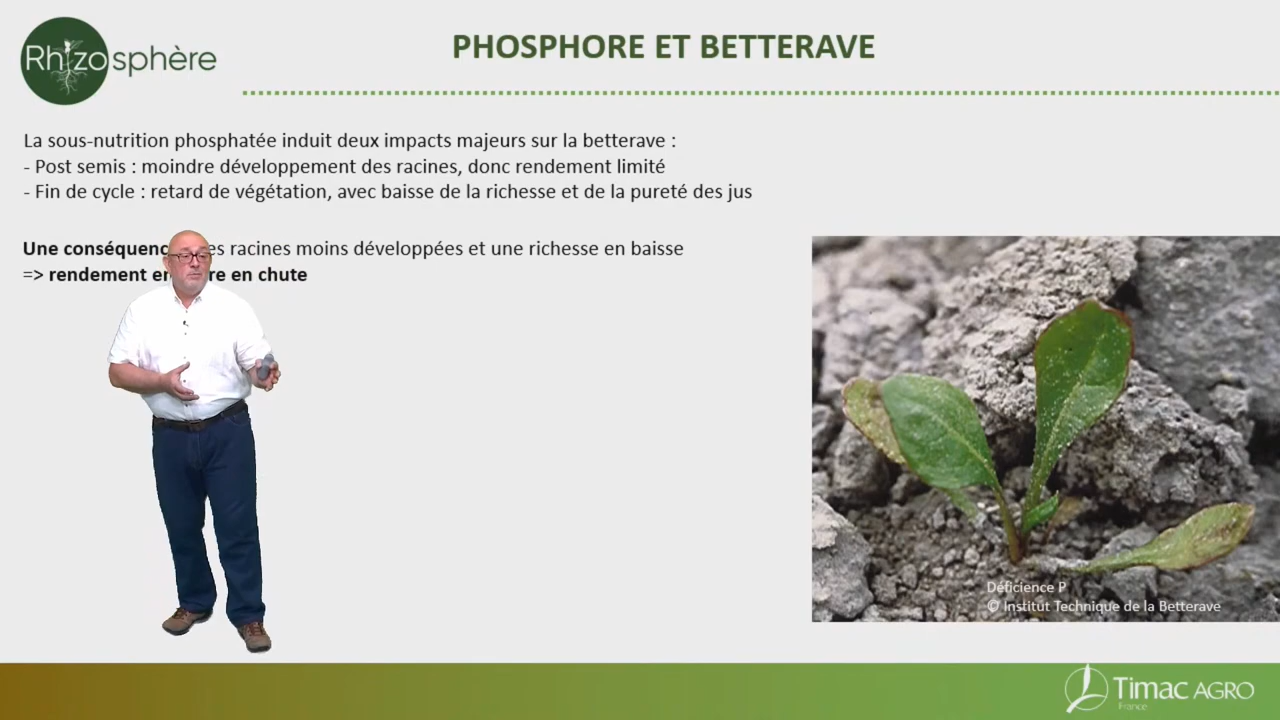 Rhizosphère
PHOSPHORE ET BETTERAVE
La sous-nutrition phosphatée induit deux impacts majeurs sur la betterave :
- Post semis : moindre développement des racines, donc rendement limité
- Fin de cycle : retard de végétation, avec baisse de la richesse et de la pureté des jus
Une conséquenc es racines moins développées et une richesse en baisse
=> rendement en re en chute
Déficience P
© Institut Technique de la Betterave
Timac AGRO
France